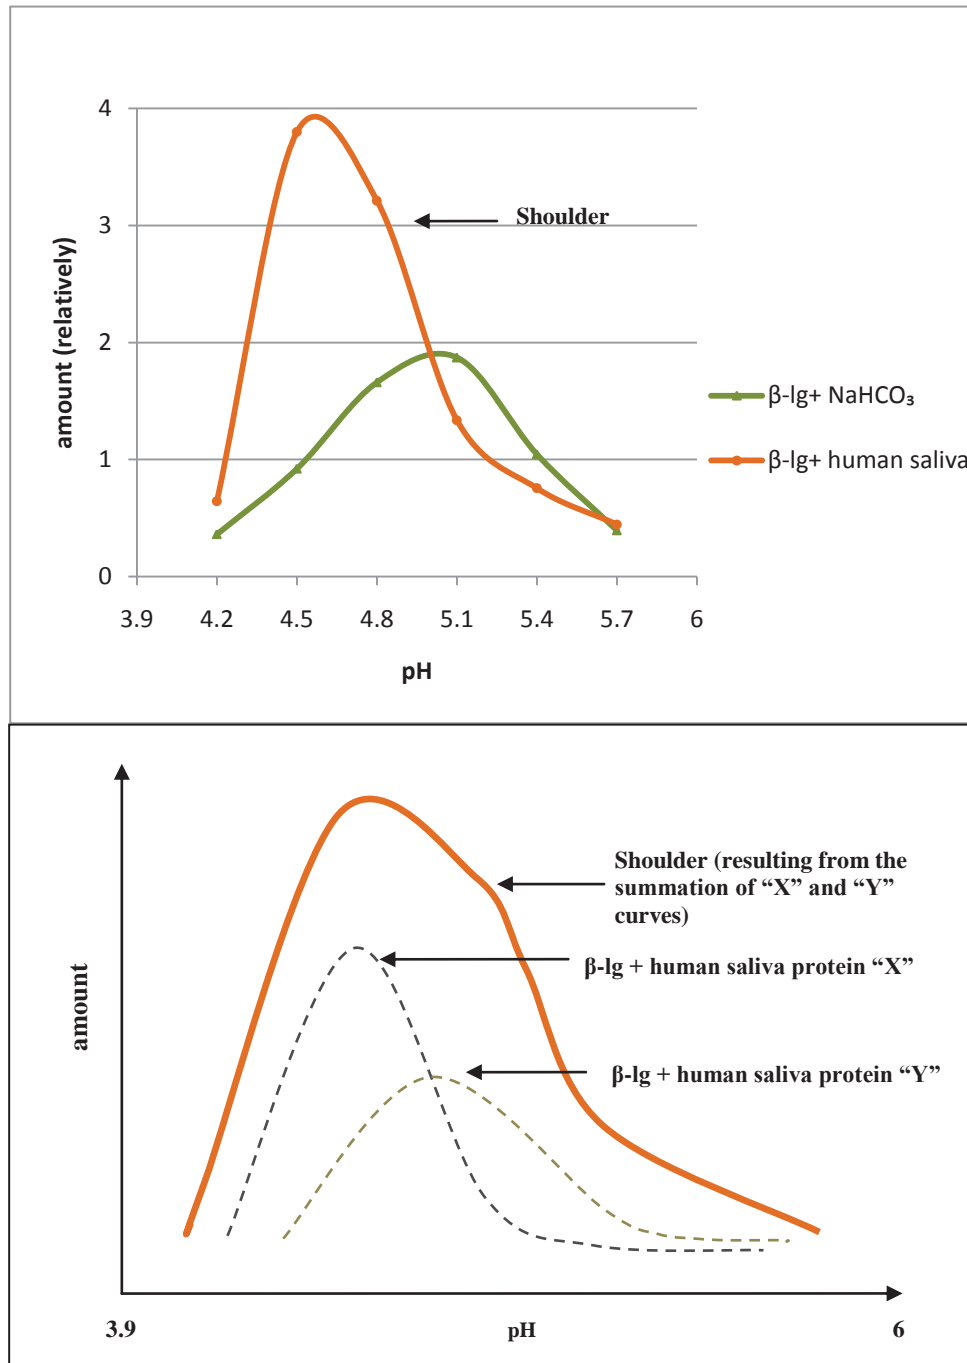 4
3
2
1
0
amount (relatively)
Shoulder
β-lg+ NaHCO₃
β-lg+ human saliva
3.9 4.2 4.5 4.8 5.1 5.4 5.7 6
pH
Shoulder (resulting from the
summation of “X” and “Y”
curves)
β-lg + human saliva protein “X”
β-lg + human saliva protein “Y”
amount
3.9 pH 6